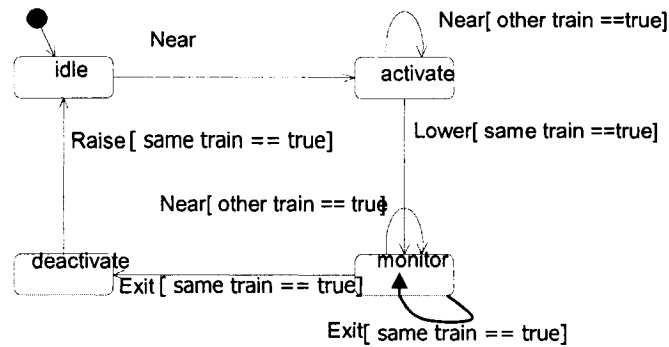 Near
Near[ other train ==true]
idle
activate
Raise[ same train == true]
Lower[ same train ==true]
Near[ other train == true]
deactivate
monitor
Exit [ same train == true]
Exit[ same train == true]